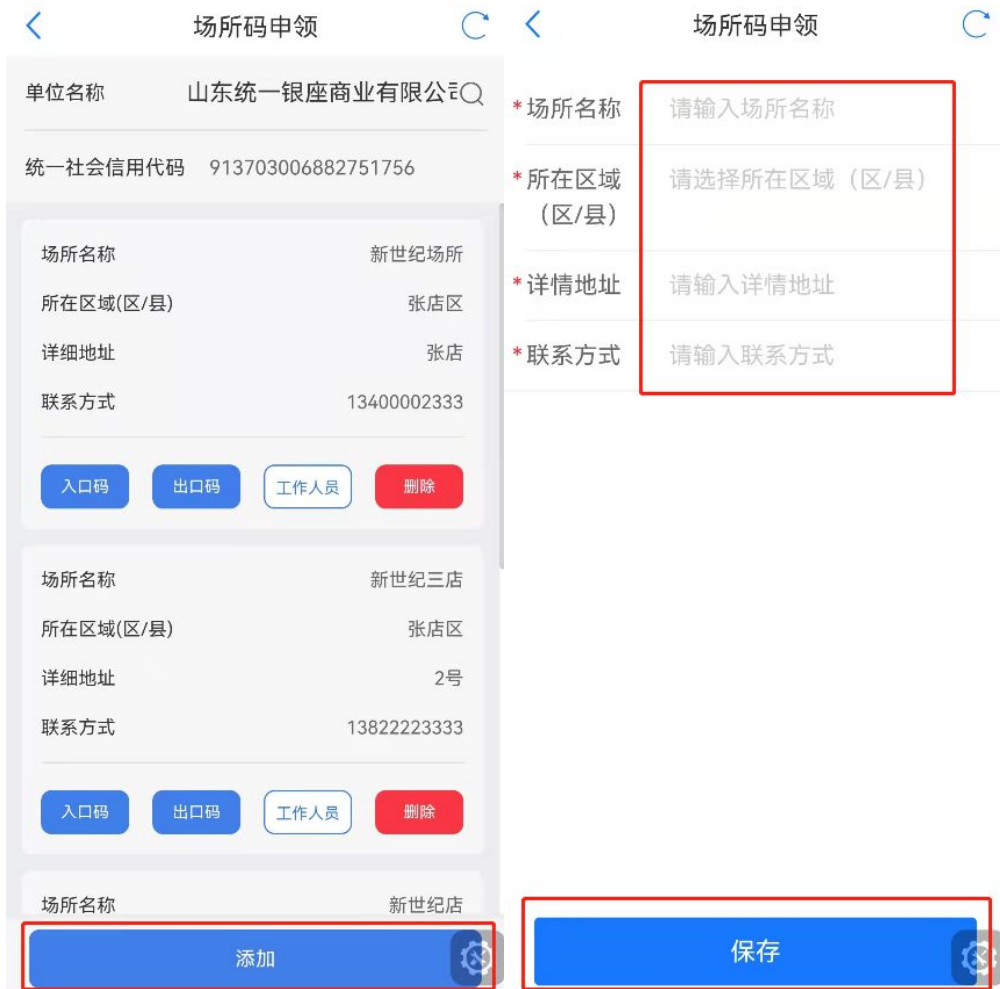 场所码申领
单位名称 山东统一银座商业有限公
统一社会信用代码 913703006882751756
场所名称 新世纪场所
所在区域(区/县) 张店区
详细地址 张店
联系方式 13400002333
入口码 出口码 工作人员 删除
场所名称 新世纪三店
所在区域(区/县) 张店区
详细地址 2号
联系方式 13822223333
入口码 出口码 工作人员 删除
场所名称 新世纪店
添加
场所码申领
*场所名称 请输入场所名称
*所在区域 请选择所在区域（区/县）
（区/县）
*详情地址 请输入详情地址
*联系方式 请输入联系方式
保存